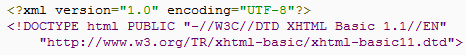 <?xml version="1.0" encoding="UTF-8"?>
<!DOCTYPE html PUBLIC "-//W3C//DTD XHTML Basic 1.1//EN"
"http://www.w3.org/TR/xhtml-basic/xhtml-basic11.dtd">